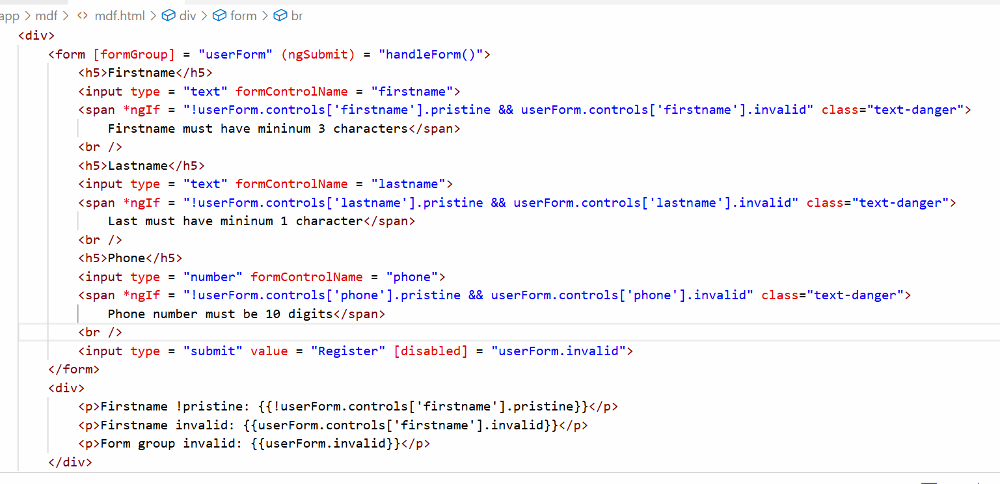 app > mdf > <> mdf.html > div > form > br
<div>
<form [formGroup] = "userForm" (ngSubmit) = "handleForm()">
<h5>Firstname</h5>
<input type = "text" formControlName = "firstname">
<span *ngIf = "!userForm.controls['firstname'].pristine && userForm.controls['firstname'].invalid" class="text-danger">
Firstname must have mininum 3 characters</span>
<br />
<h5>Lastname</h5>
<input type = "text" formControlName = "lastname">
<span *ngIf = "!userForm.controls['lastname'].pristine && userForm.controls['lastname'].invalid" class="text-danger">
Last must have mininum 1 character</span>
<br />
<h5>Phone</h5>
<input type = "number" formControlName = "phone">
<span *ngIf = "!userForm.controls['phone'].pristine && userForm.controls['phone'].invalid" class="text-danger">
Phone number must be 10 digits</span>
<br />
<input type = "submit" value = "Register" [disabled] = "userForm.invalid">
</form>
<div>
<p>Firstname !pristine: {{!userForm.controls['firstname'].pristine}}</p>
<p>Firstname invalid: {{userForm.controls['firstname'].invalid}}</p>
<p>Form group invalid: {{userForm.invalid}}</p>
</div>